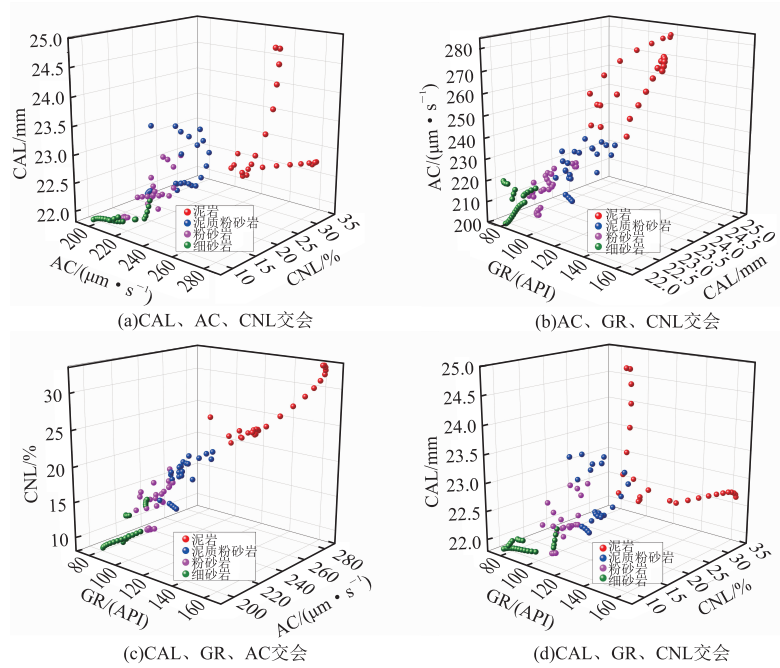 25.0
24.5
24.0
23.5
23.0
22.5
22.0
CAL/mm
200
220
240
260
280
AC/(μm·s⁻¹)
10
15
20
25
30
35
CNL/%
泥岩
泥质粉砂岩
粉砂岩
细砂岩
(a)CAL、AC、CNL交会
280
270
260
250
240
230
220
210
200
AC/(μm·s⁻¹)
80
100
120
140
160
GR/(API)
22.0
22.5
23.0
23.5
24.0
24.5
25.0
CAL/mm
泥岩
泥质粉砂岩
粉砂岩
细砂岩
(b)AC、GR、CNL交会
30
25
20
15
10
CNL/%
80
100
120
140
160
GR/(API)
200
220
240
260
280
AC/(μm·s⁻¹)
泥岩
泥质粉砂岩
粉砂岩
细砂岩
(c)CAL、GR、AC交会
25.0
24.5
24.0
23.5
23.0
22.5
22.0
CAL/mm
80
100
120
140
160
GR/(API)
10
15
20
25
30
35
CNL/%
泥岩
泥质粉砂岩
粉砂岩
细砂岩
(d)CAL、GR、CNL交会